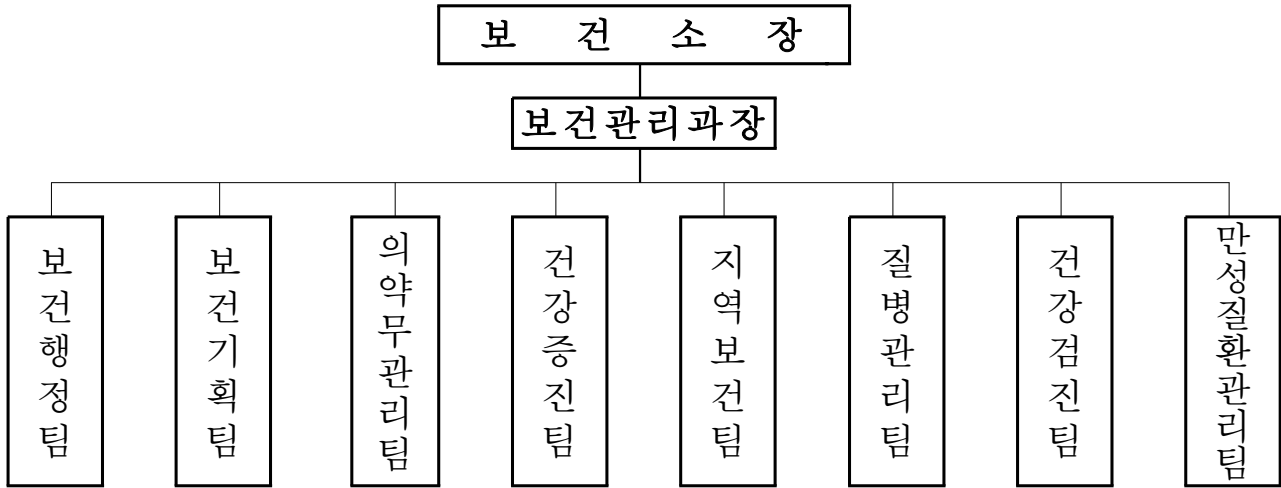 보 건 소 장
보건관리과장
보건행정팀
보건기획팀
의약무관리팀
건강증진팀
지역보건팀
질병관리팀
건강검진팀
만성질환관리팀